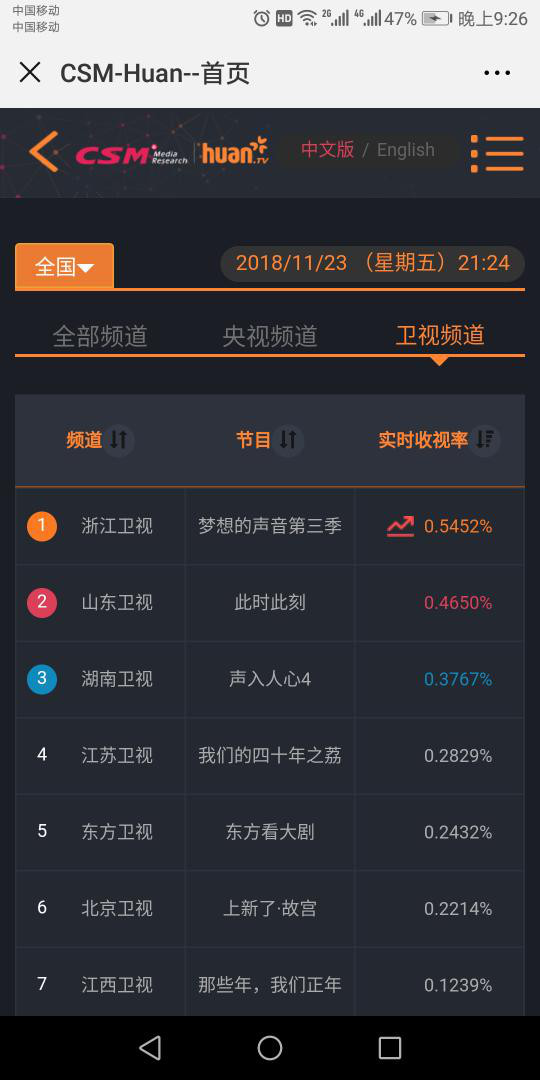 中国移动
中国移动
HD 2G 4G 47% 晚上9:26
CSM-Huan--首页
CSM Media Research huan.TV 中文版 / English
全国
2018/11/23 （星期五）21:24
全部频道 央视频道 卫视频道
频道 节目 实时收视率
1 浙江卫视 梦想的声音第三季 0.5452%
2 山东卫视 此时此刻 0.4650%
3 湖南卫视 声入人心4 0.3767%
4 江苏卫视 我们的四十年之荔 0.2829%
5 东方卫视 东方看大剧 0.2432%
6 北京卫视 上新了·故宫 0.2214%
7 江西卫视 那些年，我们正年 0.1239%